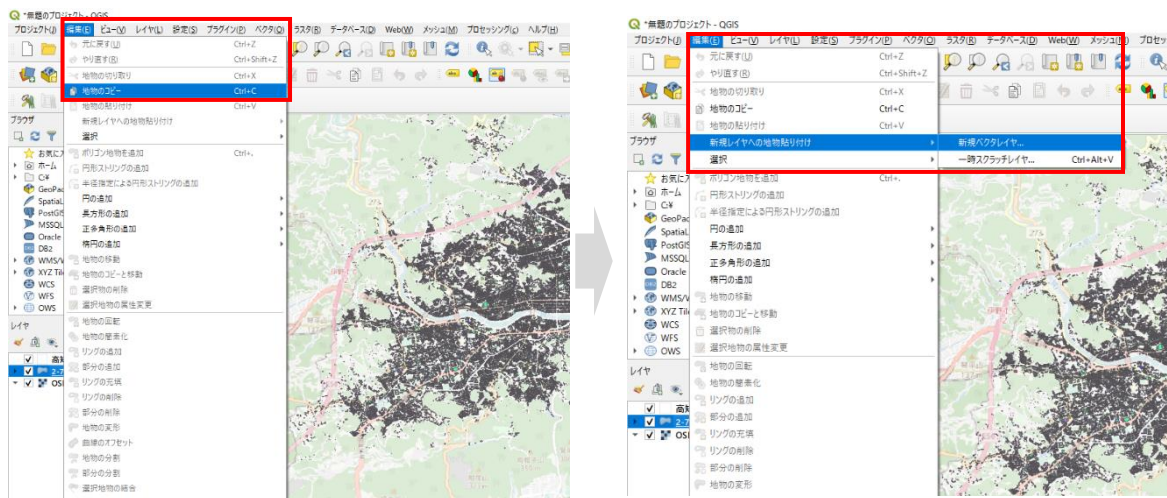 *無題のプロジェクト - QGIS
プロジェクト(J) 編集(E) ビュー(V) レイヤ(L) 設定(S) プラグイン(P) ベクタ(O) ラスタ(R) データベース(D) Web(W) メッシュ(M) プロセッシング(C) ヘルプ(H)
元に戻す(U) Ctrl+Z
やり直す(R) Ctrl+Shift+Z
地物の切り取り Ctrl+X
地物のコピー Ctrl+C
地物の貼り付け Ctrl+V
新規レイヤへの地物貼り付け
選択
ポリゴン地物を追加 Ctrl+.
円形ストリングの追加
半径指定による円形ストリングの追加
円の追加
長方形の追加
正多角形の追加
楕円の追加
地物の移動
地物のコピーと移動
選択物の削除
選択地物の属性変更
地物の回転
地物の簡素化
リングの追加
部分の追加
リングの充填
リングの削除
部分の削除
地物の変形
曲線のオフセット
地物の分割
部分の分割
選択地物の結合
ブラウザ
お気に入
ホーム
C:¥
GeoPac
SpatiaL
PostGIS
MSSQL
Oracle
DB2
WMS/W
XYZ Tile
WCS
WFS
OWS
レイヤ
高知
2-7
OSM
*無題のプロジェクト - QGIS
プロジェクト(J) 編集(E) ビュー(V) レイヤ(L) 設定(S) プラグイン(P) ベクタ(O) ラスタ(R) データベース(D) Web(W) メッシュ(M) プロセッ
元に戻す(U) Ctrl+Z
やり直す(R) Ctrl+Shift+Z
地物の切り取り Ctrl+X
地物のコピー Ctrl+C
地物の貼り付け Ctrl+V
新規レイヤへの地物貼り付け 新規ベクタレイヤ...
選択 一時スクラッチレイヤ... Ctrl+Alt+V
ポリゴン地物を追加 Ctrl+.
円形ストリングの追加
半径指定による円形ストリングの追加
円の追加
長方形の追加
正多角形の追加
楕円の追加
地物の移動
地物のコピーと移動
選択物の削除
選択地物の属性変更
地物の回転
地物の簡素化
リングの追加
部分の追加
リングの充填
リングの削除
部分の削除
地物の変形
ブラウザ
お気に入
ホーム
C:¥
GeoPac
SpatiaL
PostGIS
MSSQL
Oracle
DB2
WMS/W
XYZ Tile
WCS
WFS
OWS
レイヤ
高知
2-7
OSM